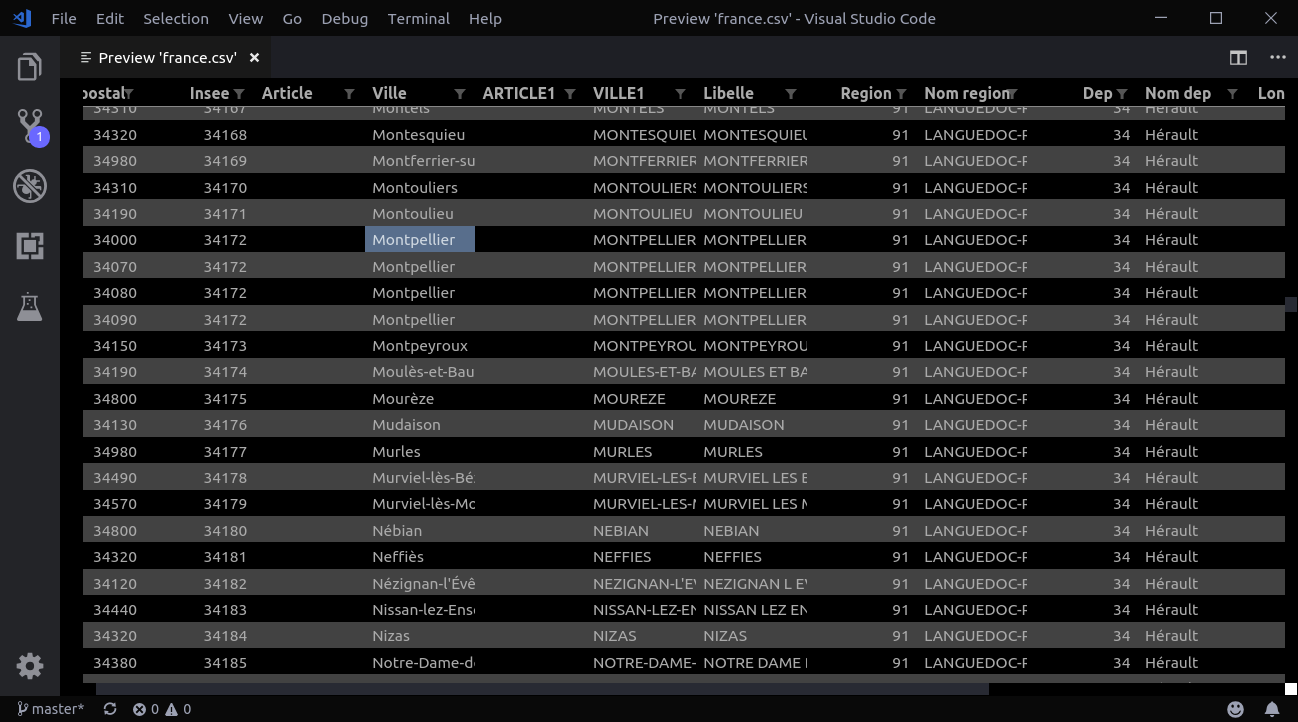 File Edit Selection View Go Debug Terminal Help Preview 'france.csv' - Visual Studio Code
Preview 'france.csv' ×
postal Insee Article Ville ARTICLE1 VILLE1 Libelle Region Nom region Dep Nom dep Lon
34310 34167 Montels MONTELS MONTELS 91 LANGUEDOC-R 34 Hérault
34320 34168 Montesquieu MONTESQUIEU MONTESQUIEU 91 LANGUEDOC-R 34 Hérault
1
34980 34169 Montferrier-su MONTFERRIER MONTFERRIER 91 LANGUEDOC-R 34 Hérault
34310 34170 Montouliers MONTOULIERS MONTOULIERS 91 LANGUEDOC-R 34 Hérault
34190 34171 Montoulieu MONTOULIEU MONTOULIEU 91 LANGUEDOC-R 34 Hérault
34000 34172 Montpellier MONTPELLIER MONTPELLIER 91 LANGUEDOC-R 34 Hérault
34070 34172 Montpellier MONTPELLIER MONTPELLIER 91 LANGUEDOC-R 34 Hérault
34080 34172 Montpellier MONTPELLIER MONTPELLIER 91 LANGUEDOC-R 34 Hérault
34090 34172 Montpellier MONTPELLIER MONTPELLIER 91 LANGUEDOC-R 34 Hérault
34150 34173 Montpeyroux MONTPEYROU MONTPEYROU 91 LANGUEDOC-R 34 Hérault
34190 34174 Moulès-et-Bau MOULES-ET-BA MOULES ET BA 91 LANGUEDOC-R 34 Hérault
34800 34175 Mourèze MOUREZE MOUREZE 91 LANGUEDOC-R 34 Hérault
34130 34176 Mudaison MUDAISON MUDAISON 91 LANGUEDOC-R 34 Hérault
34980 34177 Murles MURLES MURLES 91 LANGUEDOC-R 34 Hérault
34490 34178 Murviel-lès-Béz MURVIEL-LES-B MURVIEL LES B 91 LANGUEDOC-R 34 Hérault
34570 34179 Murviel-lès-Mo MURVIEL-LES-M MURVIEL LES M 91 LANGUEDOC-R 34 Hérault
34800 34180 Nébian NEBIAN NEBIAN 91 LANGUEDOC-R 34 Hérault
34320 34181 Neffiès NEFFIES NEFFIES 91 LANGUEDOC-R 34 Hérault
34120 34182 Nézignan-l'Évê NEZIGNAN-L'EV NEZIGNAN L EV 91 LANGUEDOC-R 34 Hérault
34440 34183 Nissan-lez-Ense NISSAN-LEZ-EN NISSAN LEZ EN 91 LANGUEDOC-R 34 Hérault
34320 34184 Nizas NIZAS NIZAS 91 LANGUEDOC-R 34 Hérault
34380 34185 Notre-Dame-de NOTRE-DAME- NOTRE DAME 91 LANGUEDOC-R 34 Hérault
master* 0 0